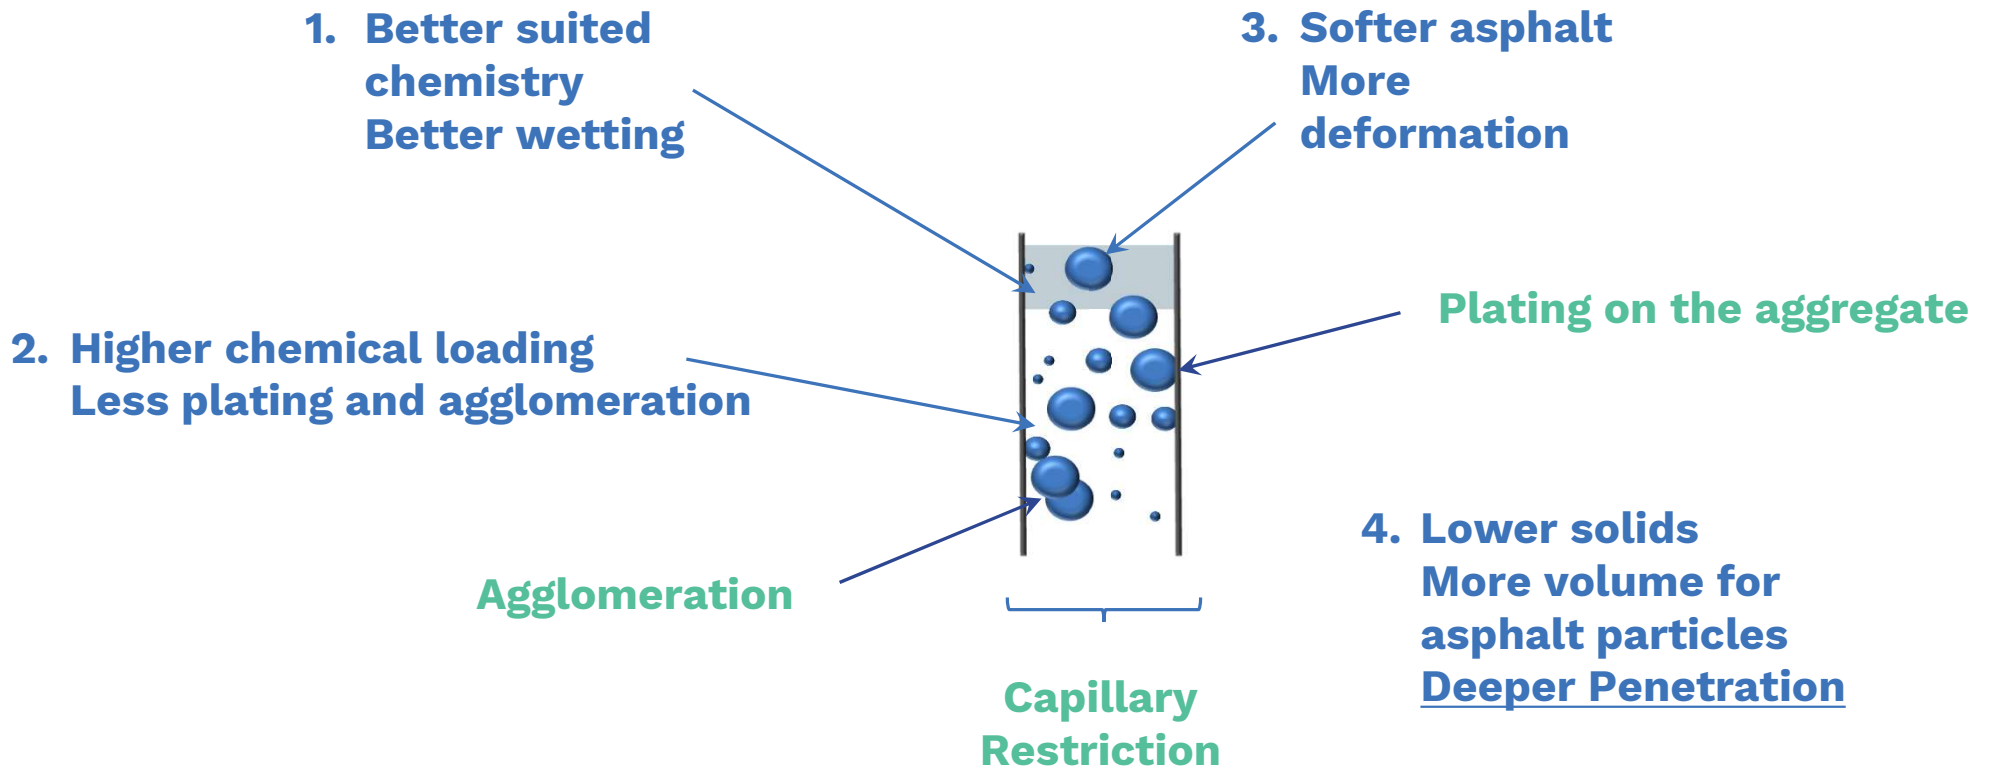 1. Better suited
chemistry
Better wetting
3. Softer asphalt
More
deformation
Plating on the aggregate
2. Higher chemical loading
Less plating and agglomeration
Agglomeration
4. Lower solids
More volume for
asphalt particles
Deeper Penetration
Capillary
Restriction